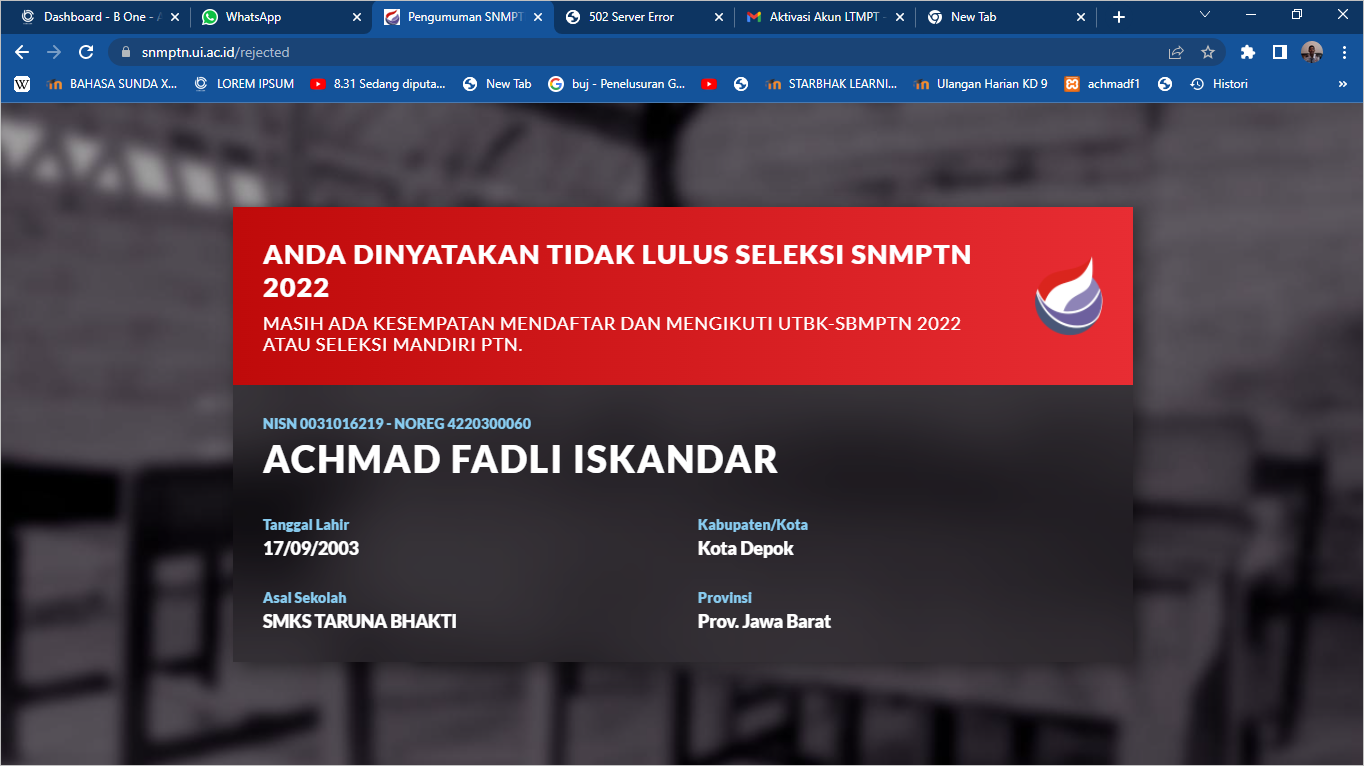 Dashboard - B One - A
WhatsApp
Pengumuman SNMPT
502 Server Error
Aktivasi Akun LTMPT -
New Tab
snmptn.ui.ac.id/rejected
W
BAHASA SUNDA X...
LOREM IPSUM
8.31 Sedang diputa...
New Tab
buj - Penelusuran G...
STARBHAK LEARNI...
Ulangan Harian KD 9
achmadf1
Histori
»
ANDA DINYATAKAN TIDAK LULUS SELEKSI SNMPTN
2022
MASIH ADA KESEMPATAN MENDAFTAR DAN MENGIKUTI UTBK-SBMPTN 2022
ATAU SELEKSI MANDIRI PTN.
NISN 0031016219 - NOREG 4220300060
ACHMAD FADLI ISKANDAR
Tanggal Lahir
17/09/2003
Kabupaten/Kota
Kota Depok
Asal Sekolah
SMKS TARUNA BHAKTI
Provinsi
Prov. Jawa Barat